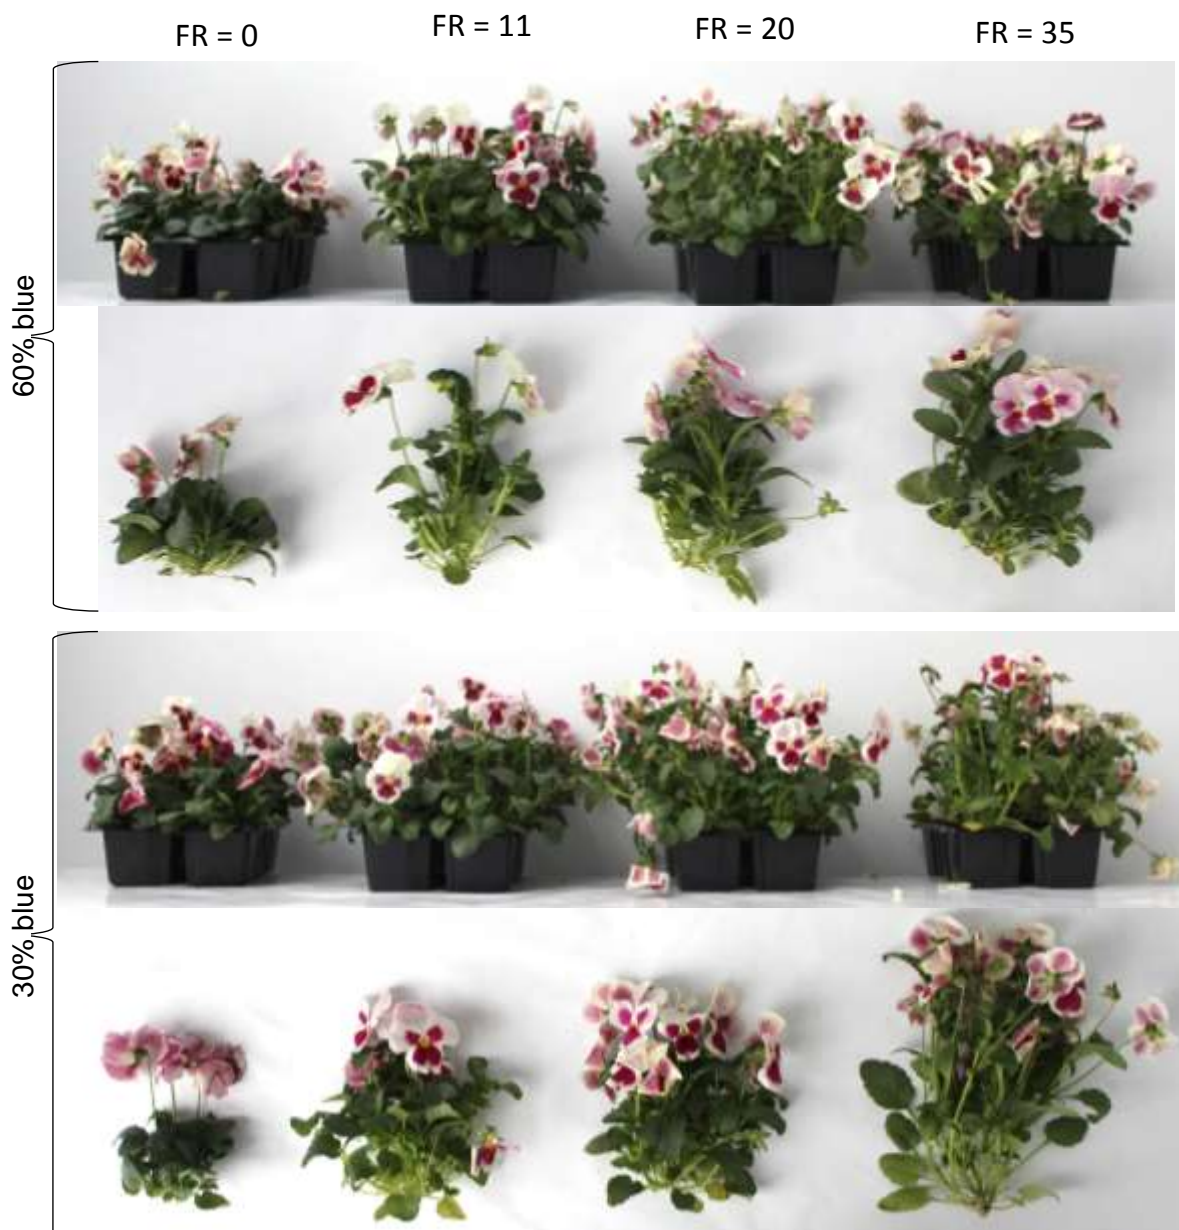 FR = 0
FR = 11
FR = 20
FR = 35
60% blue
30% blue